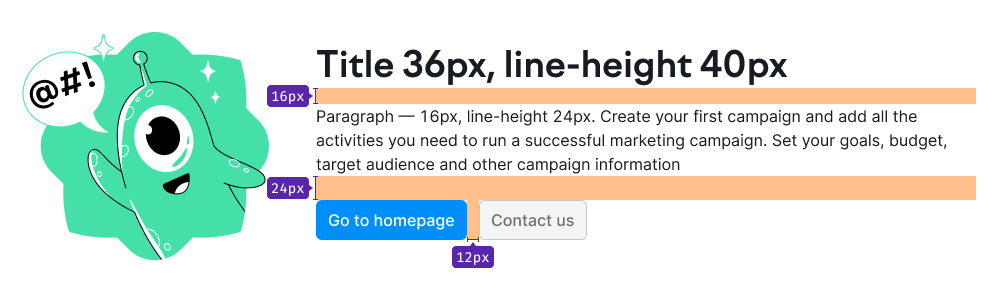 @#!
Title 36px, line-height 40px
16px
Paragraph — 16px, line-height 24px. Create your first campaign and add all the
activities you need to run a successful marketing campaign. Set your goals, budget,
target audience and other campaign information
24px
Go to homepage
Contact us
12px